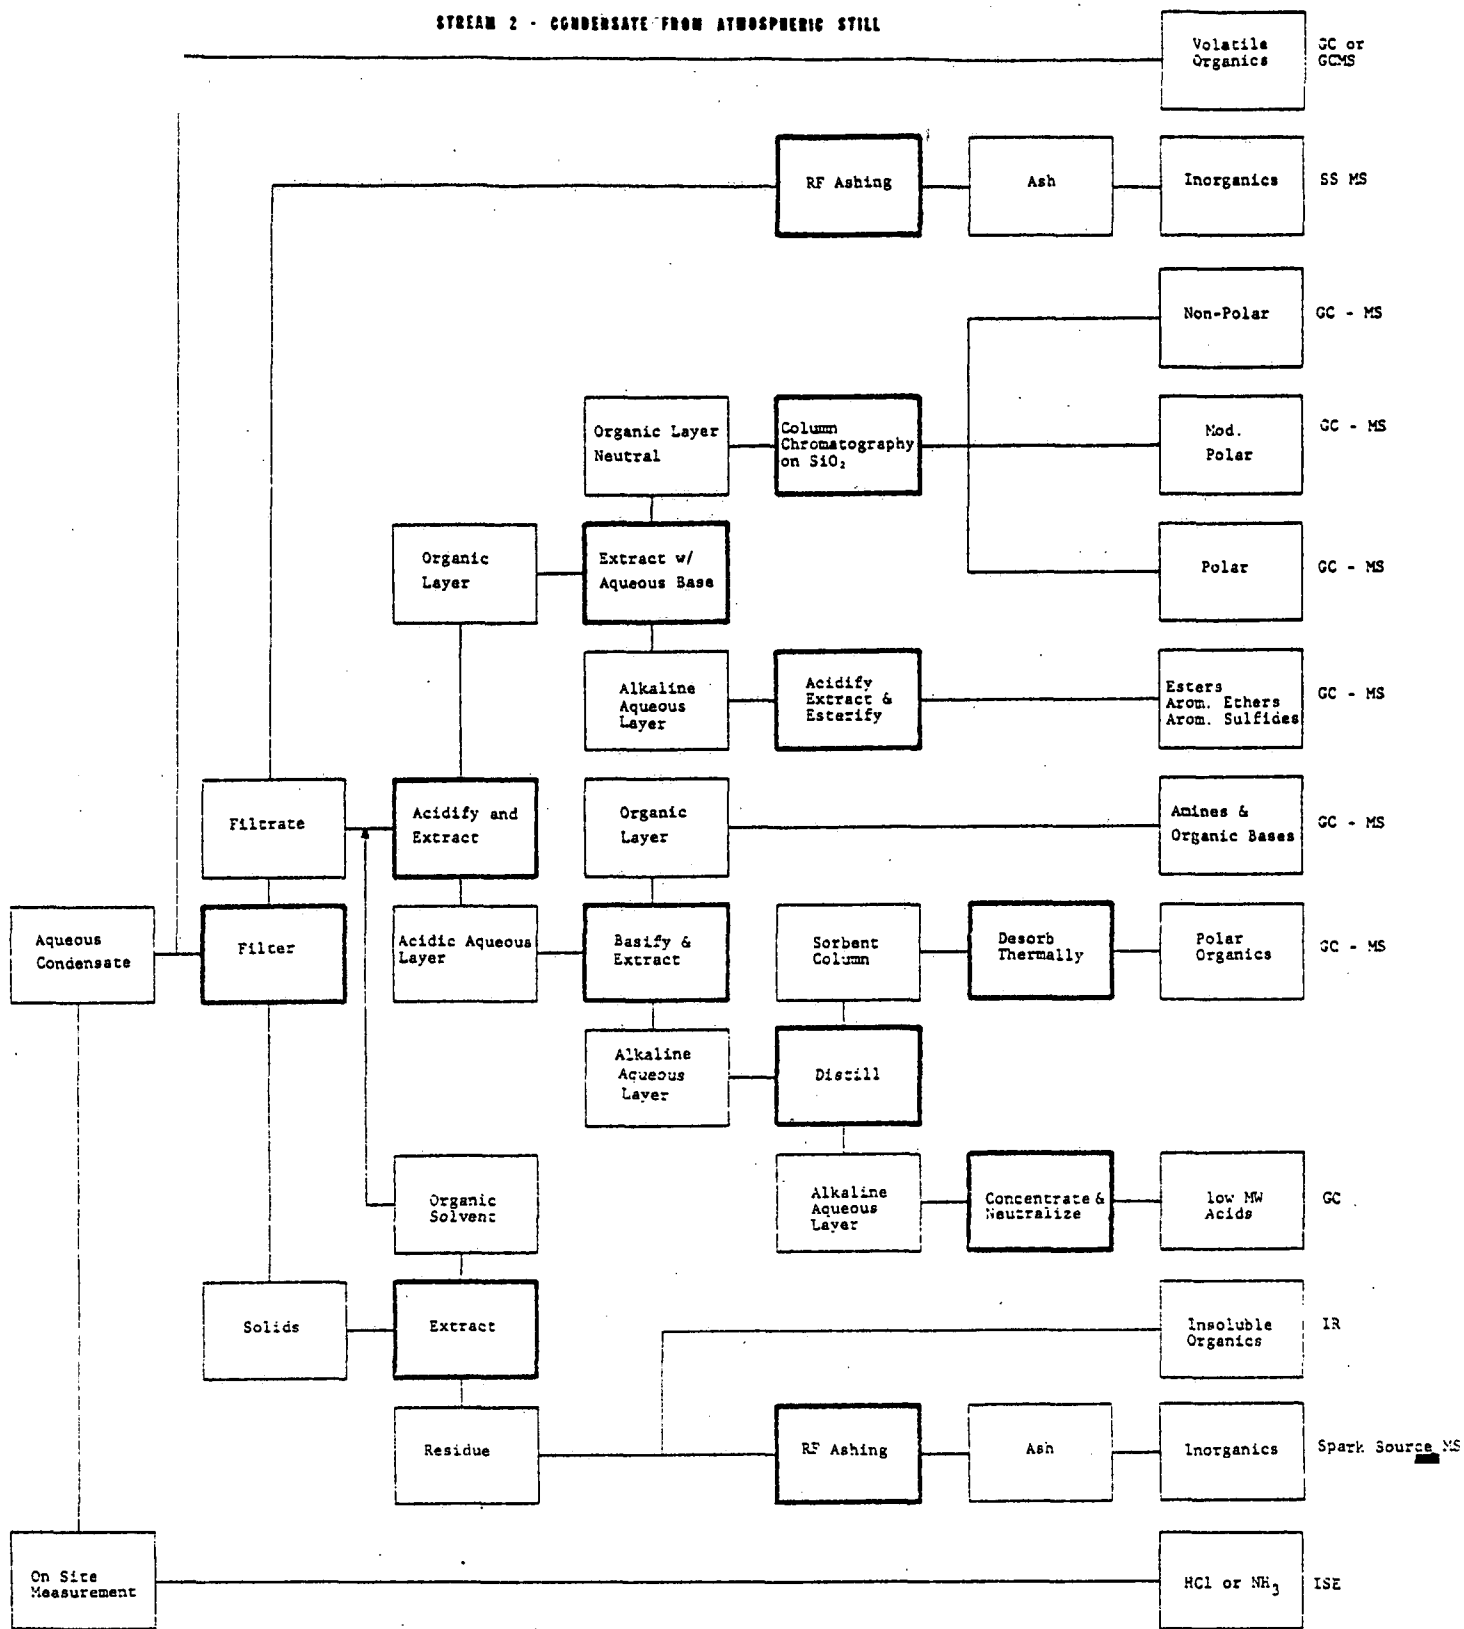 STREAM 2 - CONDENSATE FROM ATMOSPHERIC STILL
Volatile
Organics
GC or
GCMS
RF Ashing
Ash
Inorganics
SS MS
Non-Polar
GC - MS
Organic Layer
Neutral
Column
Chromatography
on SiO₂
Mod.
Polar
GC - MS
Organic
Layer
Extract w/
Aqueous Base
Polar
GC - MS
Alkaline
Aqueous
Layer
Acidify
Extract &
Esterify
Esters
Arom. Ethers
Arom. Sulfides
GC - MS
Filtrate
Acidify and
Extract
Organic
Layer
Amines &
Organic Bases
GC - MS
Aqueous
Condensate
Filter
Acidic Aqueous
Layer
Basify &
Extract
Sorbent
Column
Desorb
Thermally
Polar
Organics
GC - MS
Alkaline
Aqueous
Layer
Distill
Organic
Solvent
Alkaline
Aqueous
Layer
Concentrate &
Neutralize
low MW
Acids
GC
Solids
Extract
Insoluble
Organics
IR
Residue
RF Ashing
Ash
Inorganics
Spark Source MS
On Site
Measurement
HCl or NH₃
ISE